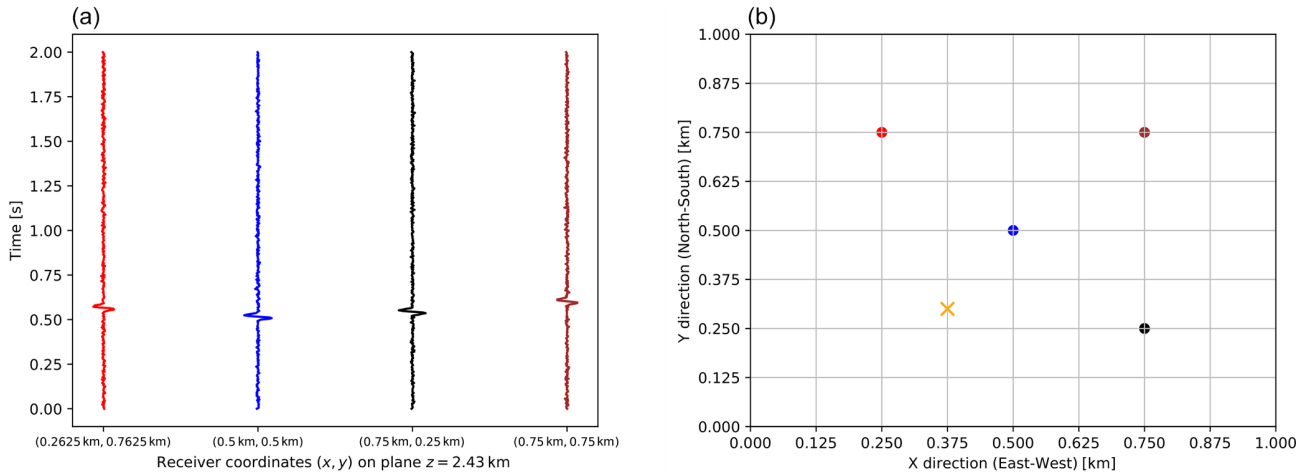 (a)
2.00
1.75
1.50
1.25
1.00
0.75
0.50
0.25
0.00
Time [s]
(0.2625 km, 0.7625 km)
(0.5 km, 0.5 km)
(0.75 km, 0.25 km)
(0.75 km, 0.75 km)
Receiver coordinates (x, y) on plane z = 2.43 km
(b)
1.000
0.875
0.750
0.625
0.500
0.375
0.250
0.125
0.000
Y direction (North-South) [km]
0.000
0.125
0.250
0.375
0.500
0.625
0.750
0.875
1.000
X direction (East-West) [km]